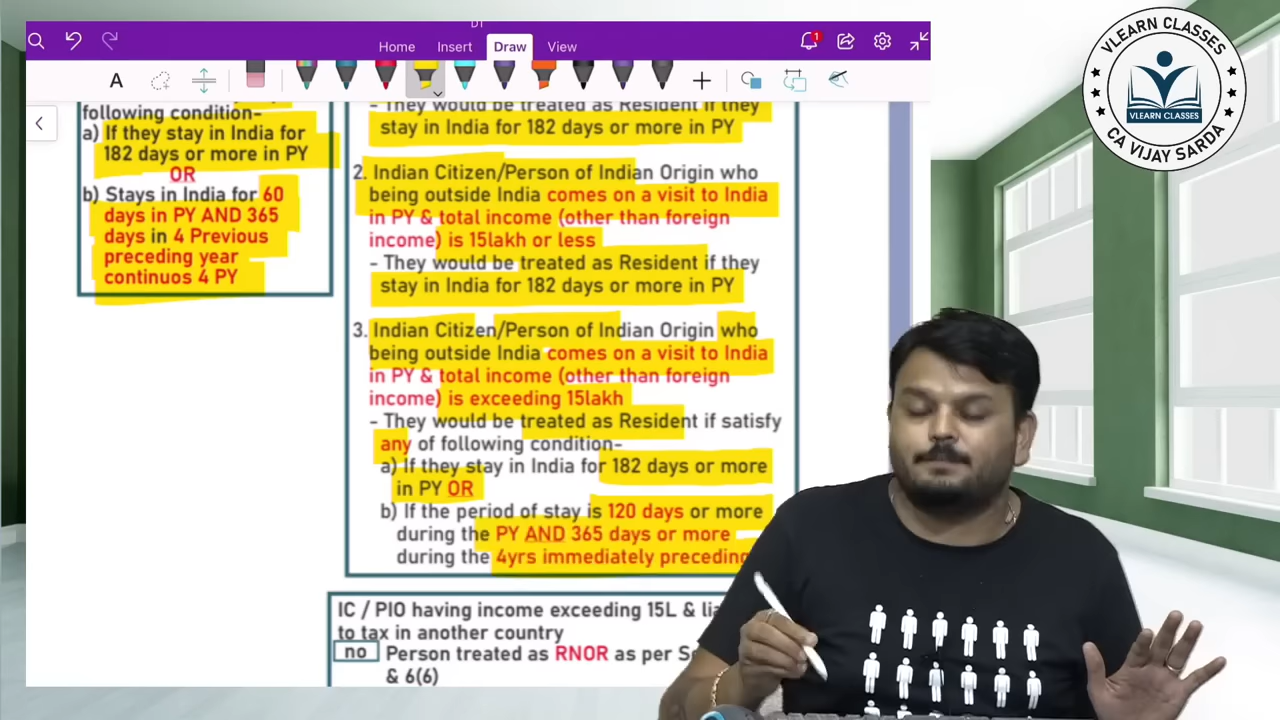 Home Insert Draw View
1
A
following condition-
a) If they stay in India for
182 days or more in PY
OR
b) Stays in India for 60
days in PY AND 365
days in 4 Previous
preceding year
continuos 4 PY
- They would be treated as Resident if they
stay in India for 182 days or more in PY
2. Indian Citizen/Person of Indian Origin who
being outside India comes on a visit to India
in PY & total income (other than foreign
income) is 15lakh or less
- They would be treated as Resident if they
stay in India for 182 days or more in PY
3. Indian Citizen/Person of Indian Origin who
being outside India comes on a visit to India
in PY & total income (other than foreign
income) is exceeding 15lakh
- They would be treated as Resident if satisfy
any of following condition-
a) If they stay in India for 182 days or more
in PY OR
b) If the period of stay is 120 days or more
during the PY AND 365 days or more
during the 4yrs immediately preceding
IC / PIO having income exceeding 15L &
to tax in another country
no Person treated as RNOR as per
& 6(6)
VLEARN CLASSES
VLEARN CLASSES
CA VIJAY SARDA